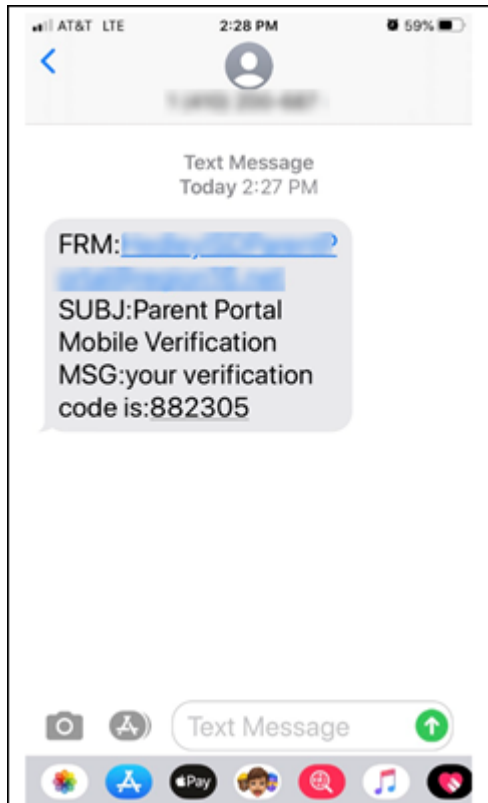 AT&T LTE
2:28 PM
59%
Text Message
Today 2:27 PM
FRM:
SUBJ:Parent Portal
Mobile Verification
MSG:your verification
code is:882305
Text Message
Pay